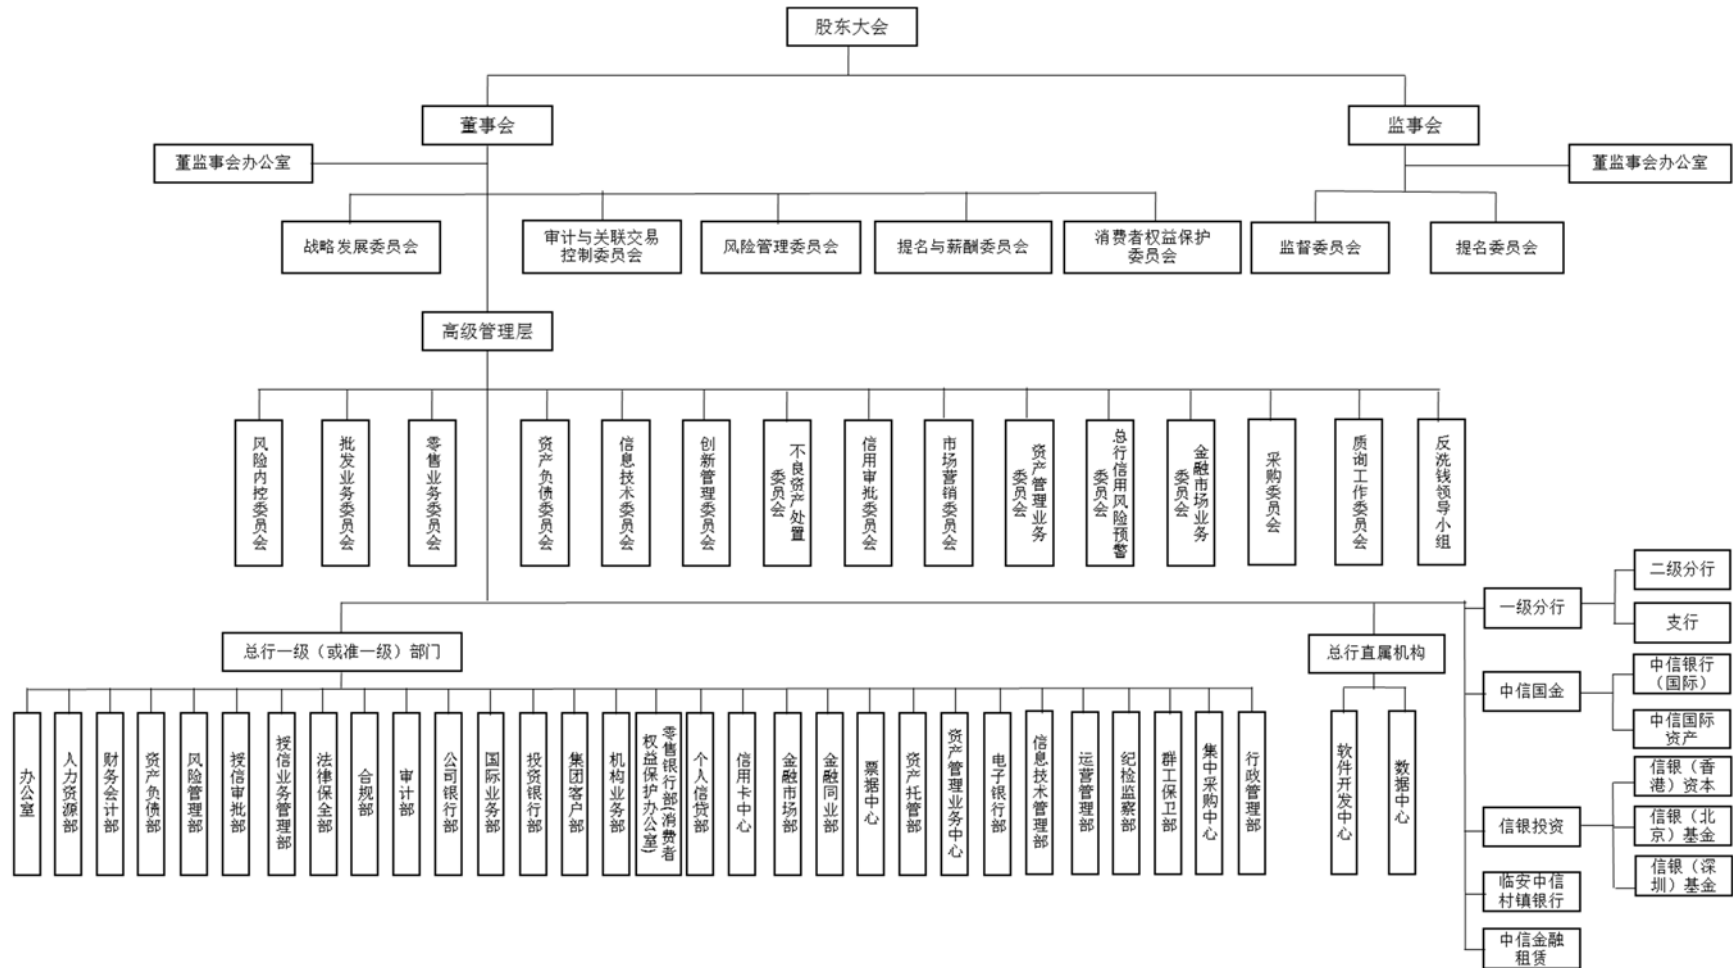 股东大会
董事会
监事会
董监事会办公室
董监事会办公室
战略发展委员会
审计与关联交易
控制委员会
风险管理委员会
提名与薪酬委员会
消费者权益保护
委员会
监督委员会
提名委员会
高级管理层
风险内控委员会
批发业务委员会
零售业务委员会
资产负债委员会
信息技术委员会
创新管理委员会
不良资产处置
委员会
信用审批委员会
市场营销委员会
资产管理业务
委员会
总行信用风险预警
委员会
金融市场业务
委员会
采购委员会
质询工作委员会
反洗钱领导小组
总行一级（或准一级）部门
总行直属机构
办公室
人力资源部
财务会计部
资产负债部
风险管理部
授信审批部
授信业务管理部
法律保全部
合规部
审计部
公司银行部
国际业务部
投资银行部
集团客户部
机构业务部
零售银行部(消费者
权益保护办公室)
个人信贷部
信用卡中心
金融市场部
金融同业部
票据中心
资产托管部
资产管理业务中心
电子银行部
信息技术管理部
运营管理部
纪检监察部
群工保卫部
集中采购中心
行政管理部
软件开发中心
数据中心
一级分行
二级分行
支行
中信国金
中信银行
（国际）
中信国际
资产
信银投资
信银（香
港）资本
信银（北
京）基金
信银（深
圳）基金
临安中信
村镇银行
中信金融
租赁